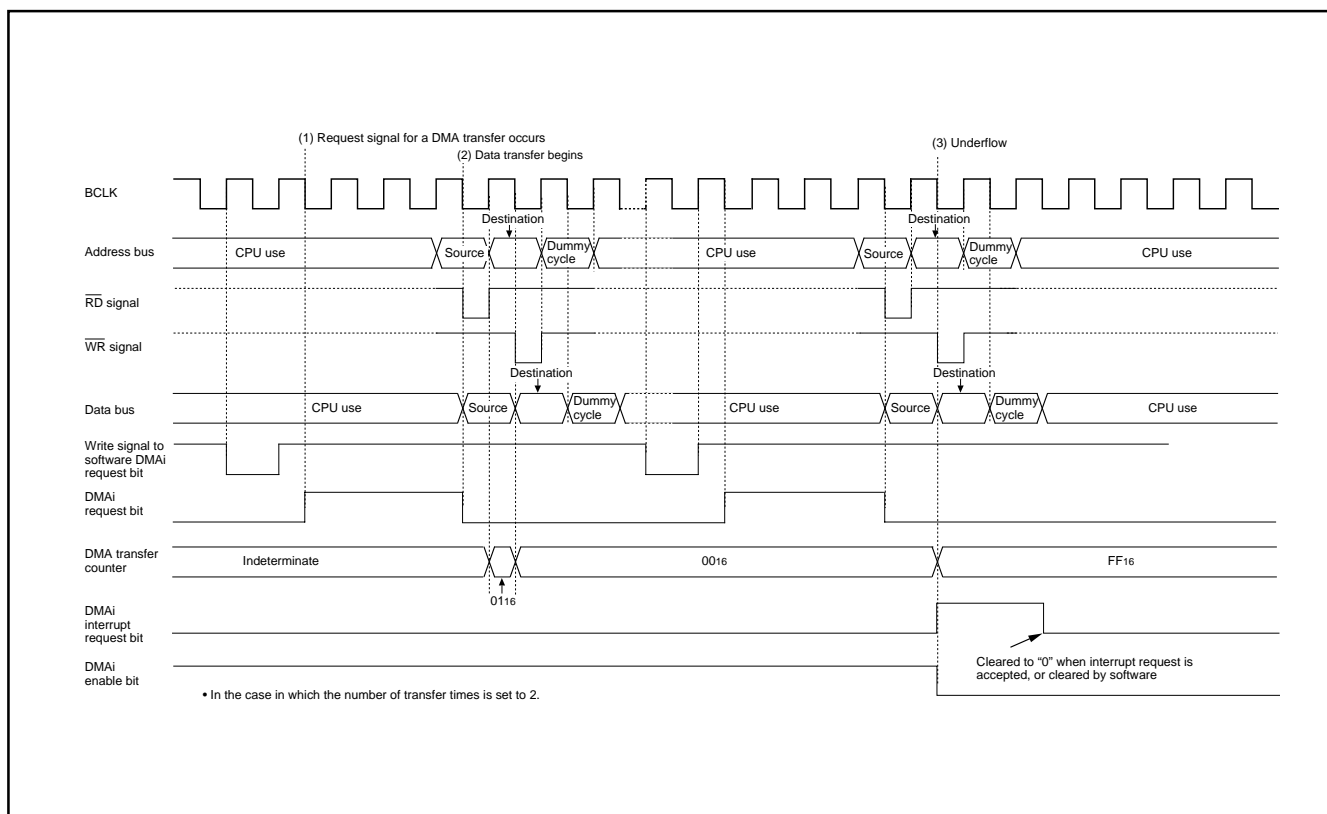 (1) Request signal for a DMA transfer occurs
(2) Data transfer begins
(3) Underflow
BCLK
Destination
Destination
Address bus
CPU use
Source
Dummy
cycle
CPU use
Source
Dummy
cycle
CPU use
RD signal
WR signal
Destination
Destination
Data bus
CPU use
Source
Dummy
cycle
CPU use
Source
Dummy
cycle
CPU use
Write signal to
software DMAi
request bit
DMAi
request bit
DMA transfer
counter
Indeterminate
0116
0016
FF16
DMAi
interrupt
request bit
Cleared to “0” when interrupt request is
accepted, or cleared by software
DMAi
enable bit
• In the case in which the number of transfer times is set to 2.